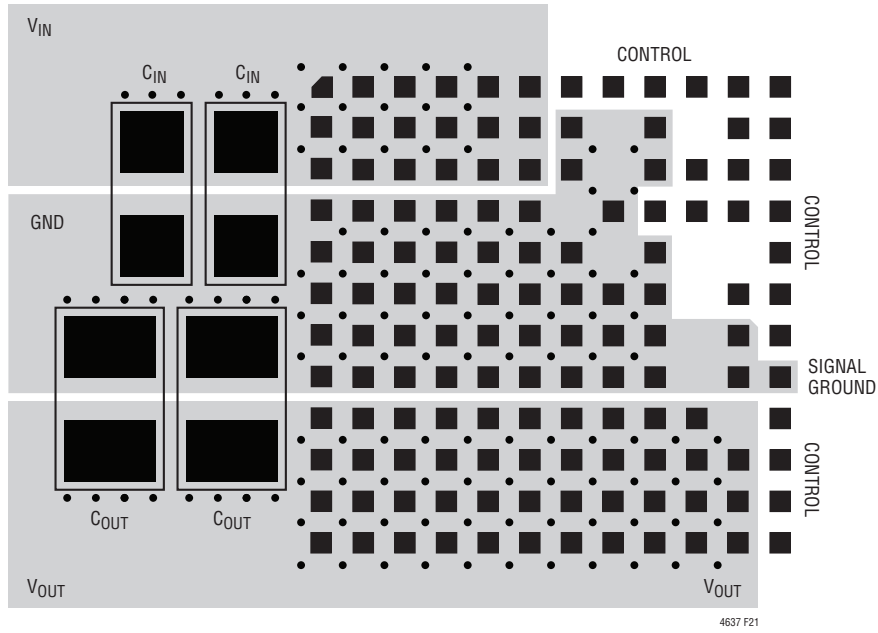 VIN
CONTROL
CIN
CIN
GND
CONTROL
SIGNAL
GROUND
CONTROL
COUT
COUT
VOUT
VOUT
4637 F21